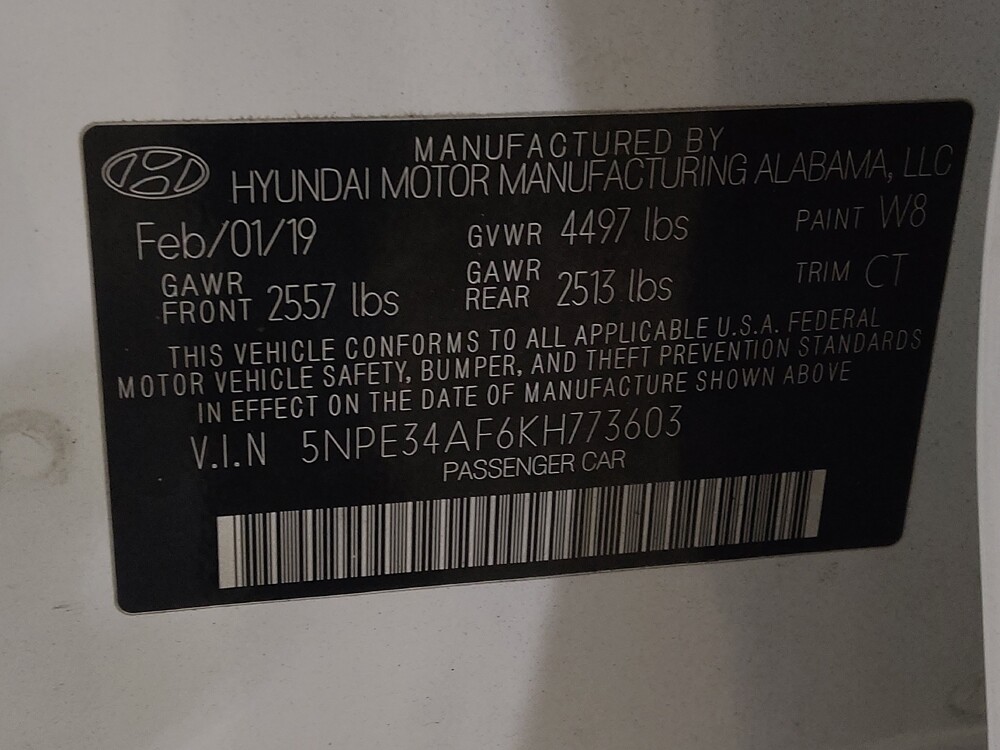 MANUFACTURED BY
HYUNDAI MOTOR MANUFACTURING ALABAMA, LLC
Feb/01/19 GVWR 4497 lbs PAINT W8
GAWR FRONT 2557 lbs GAWR REAR 2513 lbs TRIM CT
THIS VEHICLE CONFORMS TO ALL APPLICABLE U.S.A. FEDERAL
MOTOR VEHICLE SAFETY, BUMPER, AND THEFT PREVENTION STANDARDS
IN EFFECT ON THE DATE OF MANUFACTURE SHOWN ABOVE
V.I.N 5NPE34AF6KH773603
PASSENGER CAR